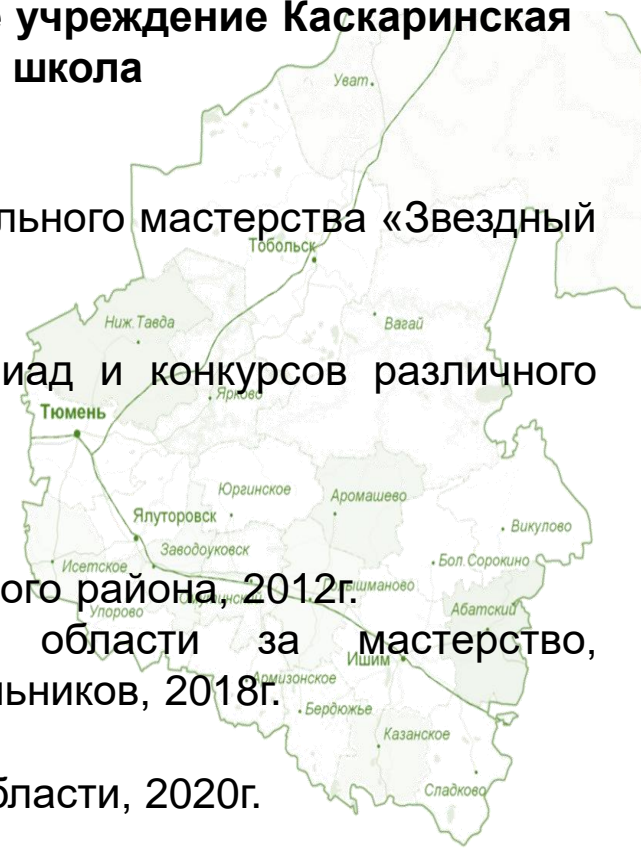 е учреждение Каскаринская
школа
Уват
льного мастерства «Звездный
Тобольск
Ниж.Тавда
Вагай
иад и конкурсов различного
Ярково
Тюмень
Юргинское
Аромашево
Ялуторовск
Викулово
Заводоуковск
Бол.Сорокино
Исетское
ого района, 2012г.
Упорово
Абатский
области за мастерство,
Ишим
Армизонское
ьников, 2018г.
Бердюжье
Казанское
Сладково
бласти, 2020г.